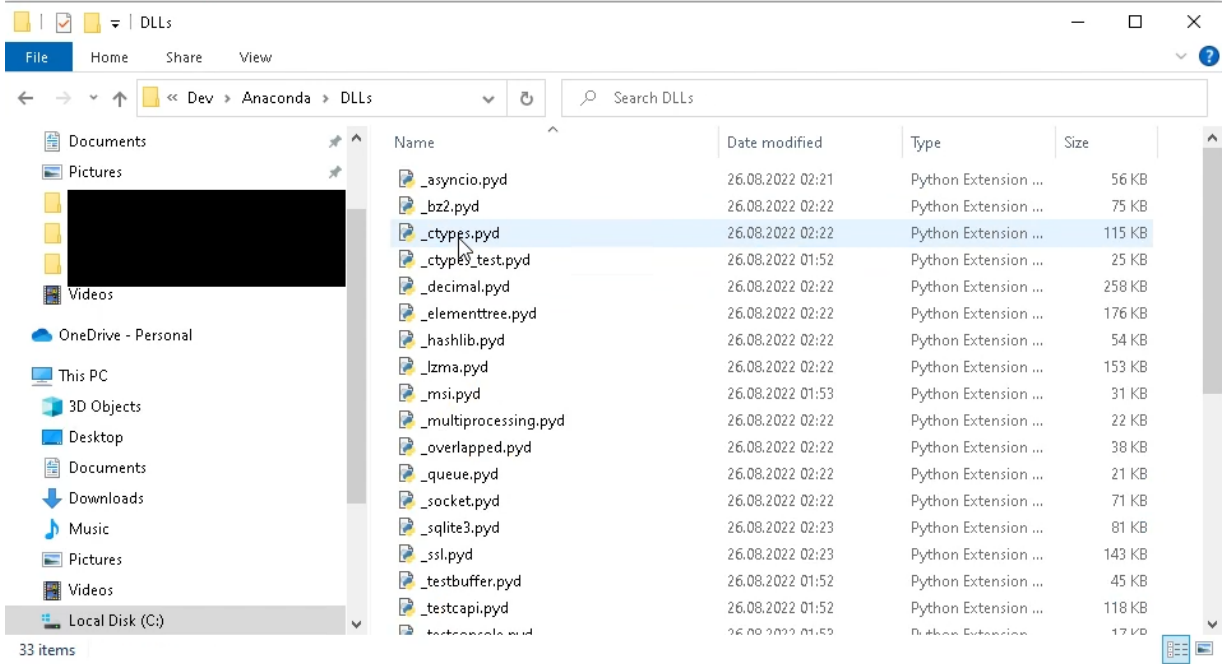 DLLs
File Home Share View
« Dev > Anaconda > DLLs Search DLLs
Documents
Pictures
Videos
OneDrive - Personal
This PC
3D Objects
Desktop
Documents
Downloads
Music
Pictures
Videos
Local Disk (C:)
Name Date modified Type Size
_asyncio.pyd 26.08.2022 02:21 Python Extension ... 56 KB
_bz2.pyd 26.08.2022 02:22 Python Extension ... 75 KB
_ctypes.pyd 26.08.2022 02:22 Python Extension ... 115 KB
_ctypes_test.pyd 26.08.2022 01:52 Python Extension ... 25 KB
_decimal.pyd 26.08.2022 02:22 Python Extension ... 258 KB
_elementtree.pyd 26.08.2022 02:22 Python Extension ... 176 KB
_hashlib.pyd 26.08.2022 02:22 Python Extension ... 54 KB
_lzma.pyd 26.08.2022 02:22 Python Extension ... 153 KB
_msi.pyd 26.08.2022 01:53 Python Extension ... 31 KB
_multiprocessing.pyd 26.08.2022 02:22 Python Extension ... 22 KB
_overlapped.pyd 26.08.2022 02:22 Python Extension ... 38 KB
_queue.pyd 26.08.2022 02:22 Python Extension ... 21 KB
_socket.pyd 26.08.2022 02:22 Python Extension ... 71 KB
_sqlite3.pyd 26.08.2022 02:23 Python Extension ... 81 KB
_ssl.pyd 26.08.2022 02:23 Python Extension ... 143 KB
_testbuffer.pyd 26.08.2022 01:52 Python Extension ... 45 KB
_testcapi.pyd 26.08.2022 01:52 Python Extension ... 118 KB
_testconsole.pyd 26.08.2022 01:52 Python Extension 17 KB
33 items